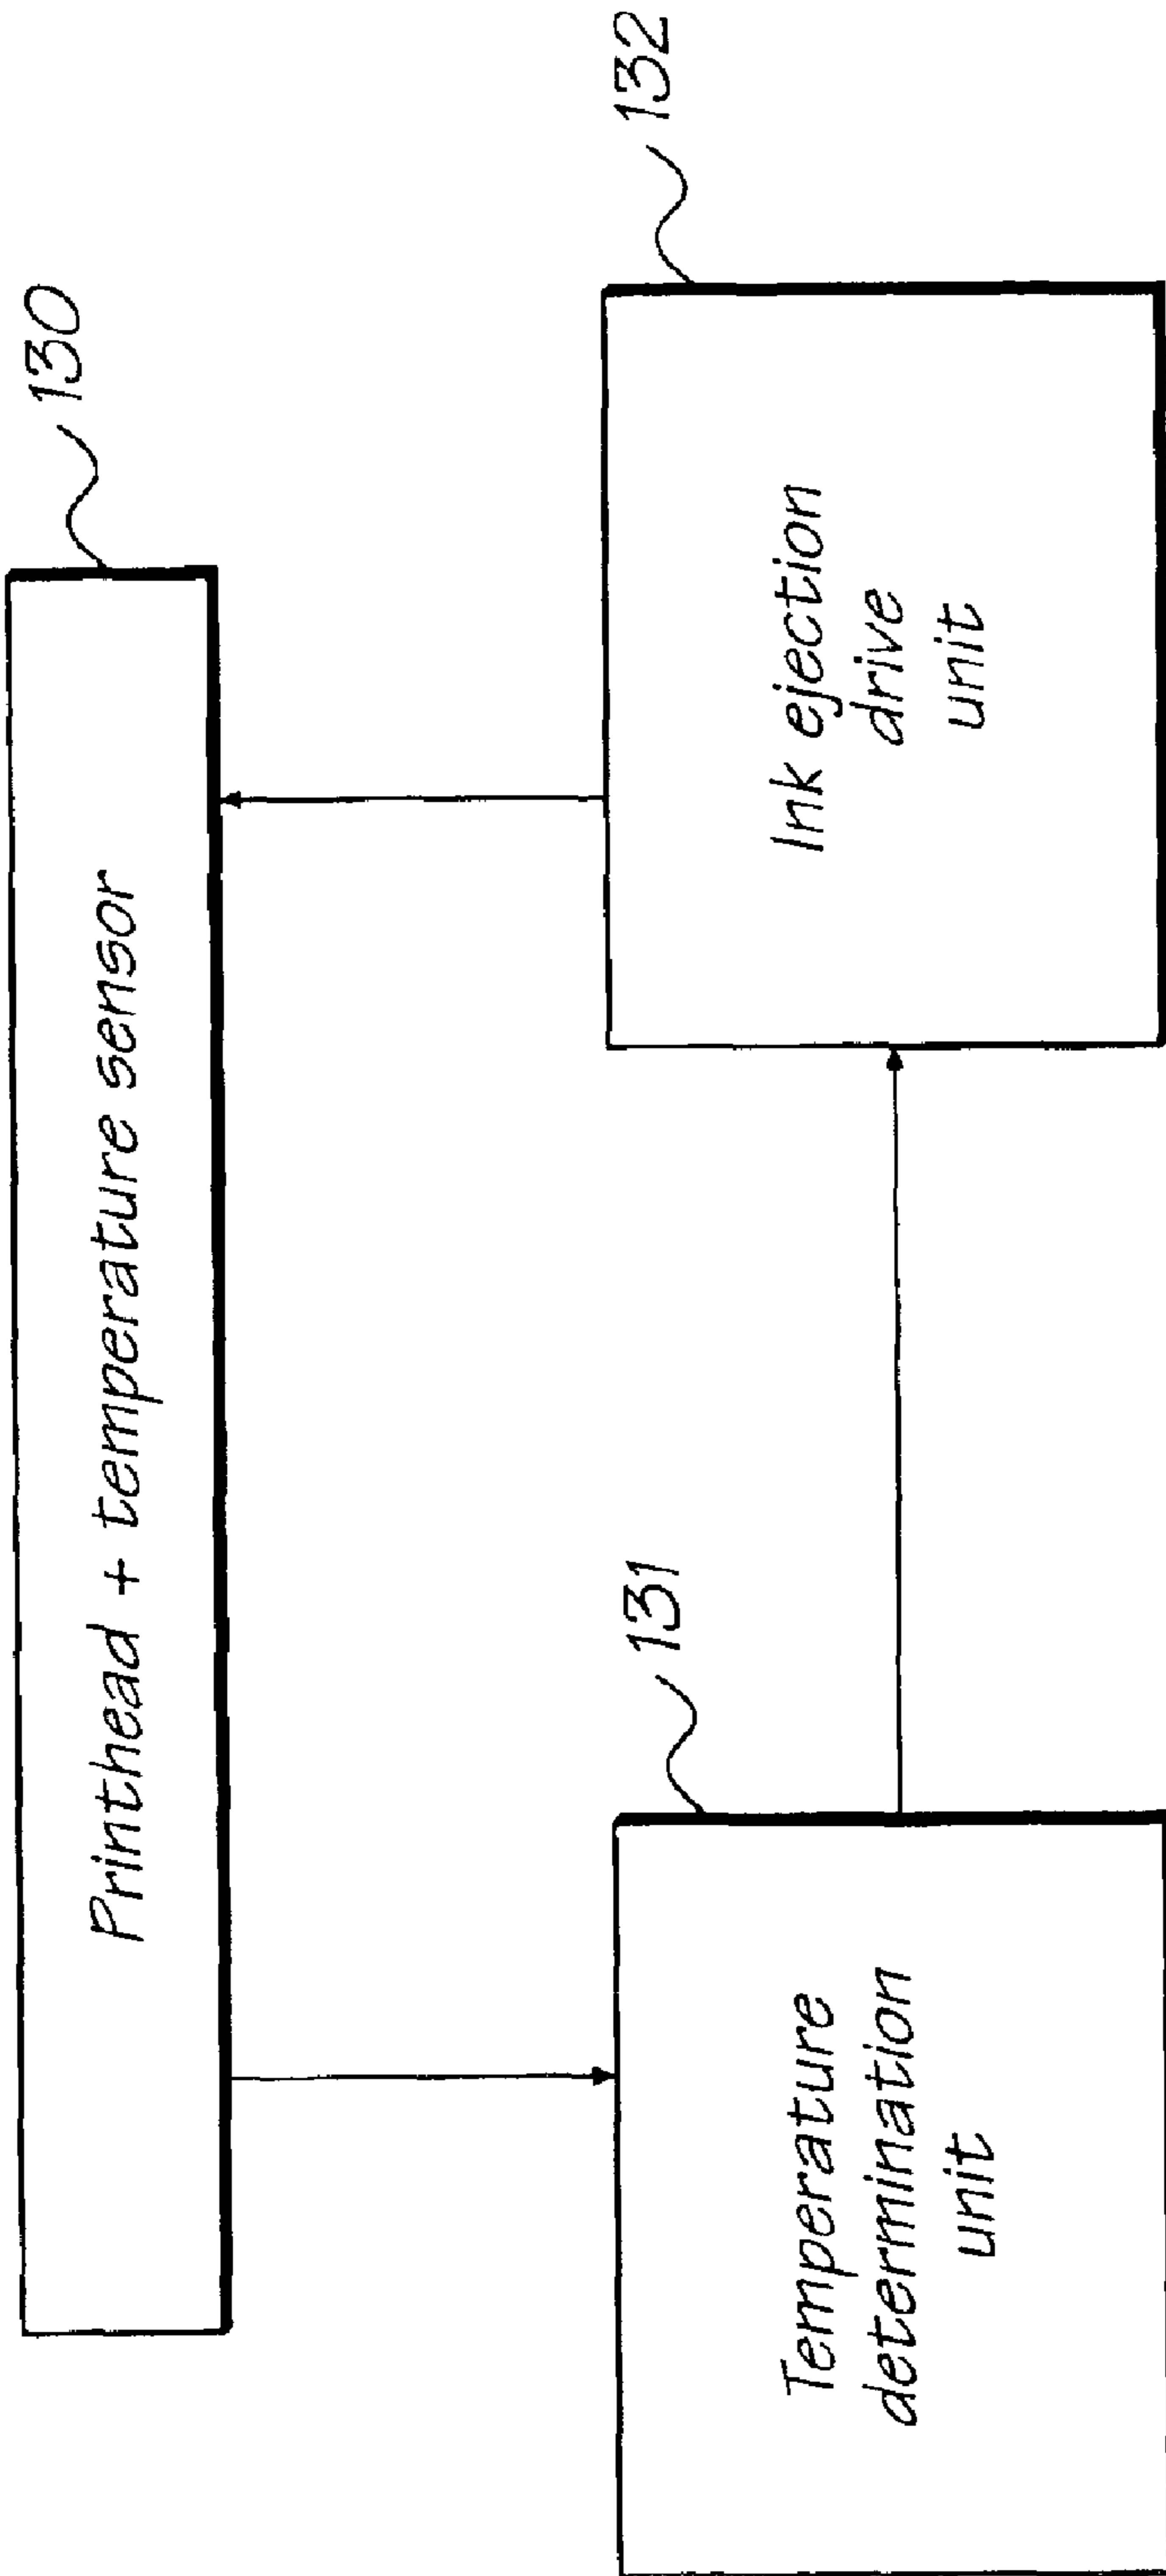 130
Printhead + temperature sensor
131
132
Temperature
determination
unit
Ink ejection
drive
unit